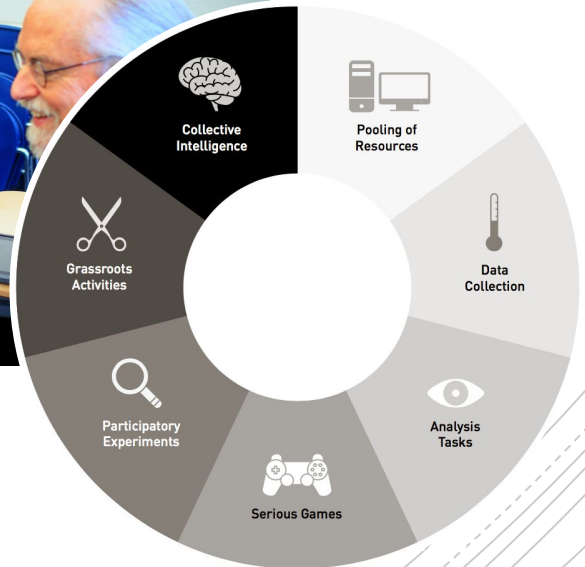 Collective
Intelligence
Pooling of
Resources
Data
Collection
Analysis
Tasks
Serious Games
Participatory
Experiments
Grassroots
Activities